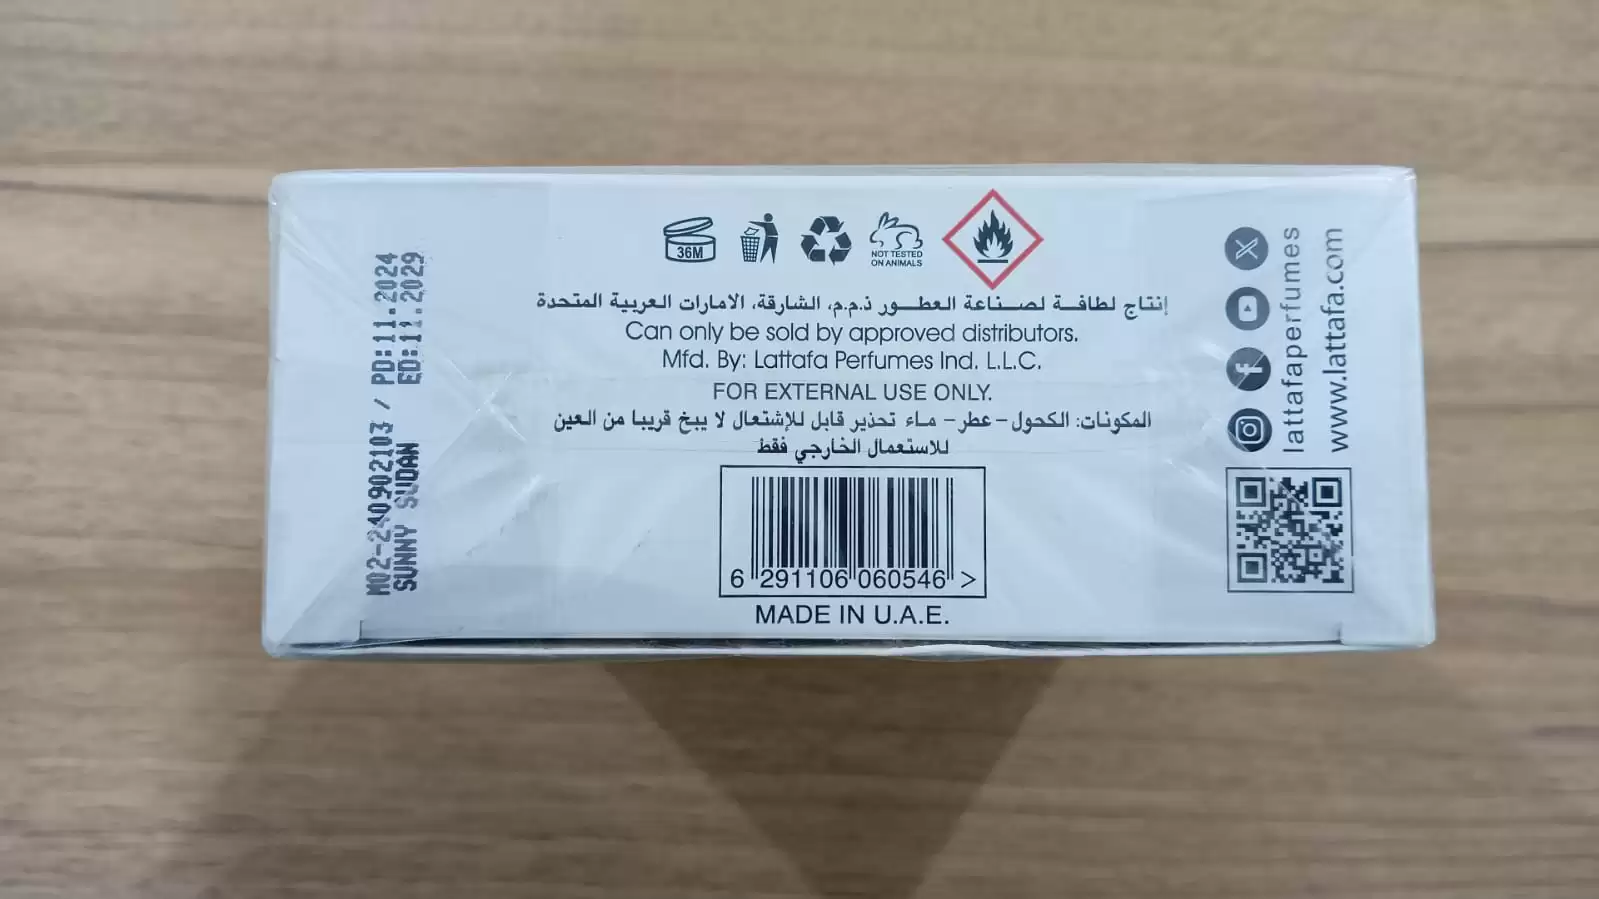 36M
NOT TESTED
ON ANIMALS
إنتاج لطافة لصناعة العطور ذ.م.م، الشارقة، الامارات العربية المتحدة
Can only be sold by approved distributors.
Mfd. By: Lattafa Perfumes Ind. L.L.C.
FOR EXTERNAL USE ONLY.
المكونات: الكحول - عطر - ماء تحذير قابل للإشتعال لا يبخ قريبا من العين
للاستعمال الخارجي فقط
6 291106 060546 >
MADE IN U.A.E.
M02-240902103 / PD:11.2024
SUNNY SUDAN ED:11.2029
lattafaperfumes
www.lattafa.com